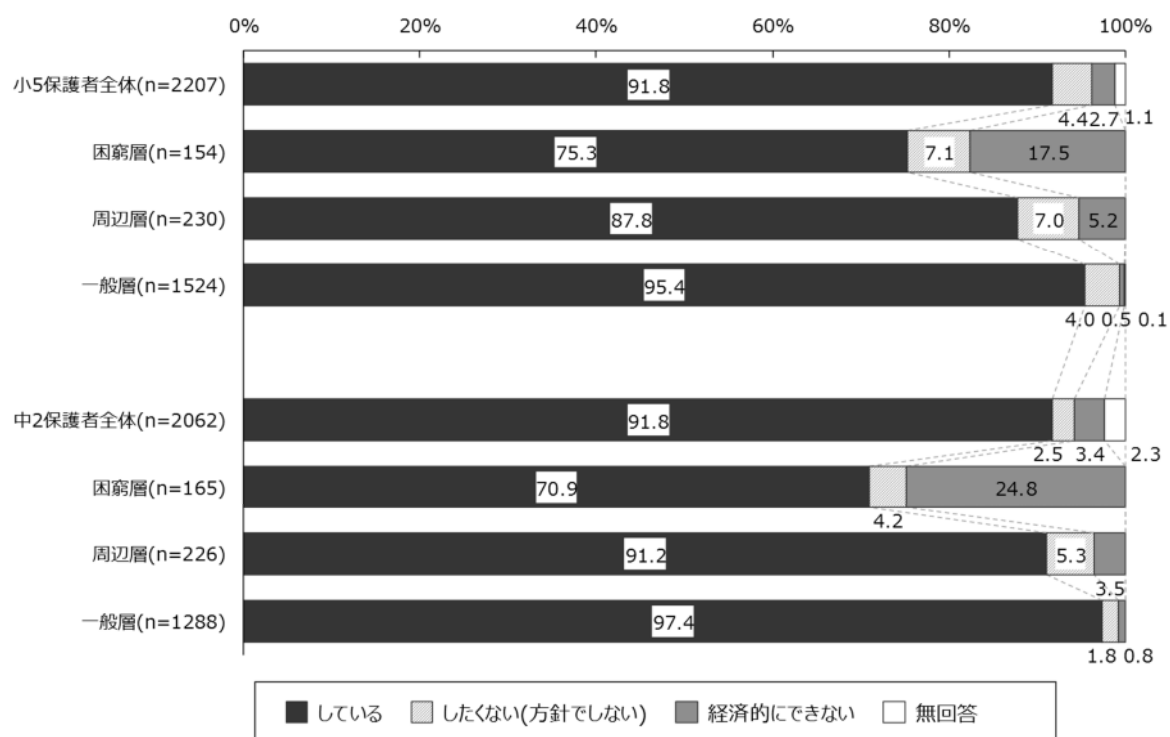 0% 20% 40% 60% 80% 100%
小5保護者全体(n=2207) 91.8
4.4 2.7 1.1
困窮層(n=154) 75.3 7.1 17.5
周辺層(n=230) 87.8 7.0 5.2
一般層(n=1524) 95.4
4.0 0.5 0.1
中2保護者全体(n=2062) 91.8
2.5 3.4 2.3
困窮層(n=165) 70.9 24.8
4.2
周辺層(n=226) 91.2 5.3
3.5
一般層(n=1288) 97.4
1.8 0.8
している したくない(方針でしない) 経済的にできない 無回答